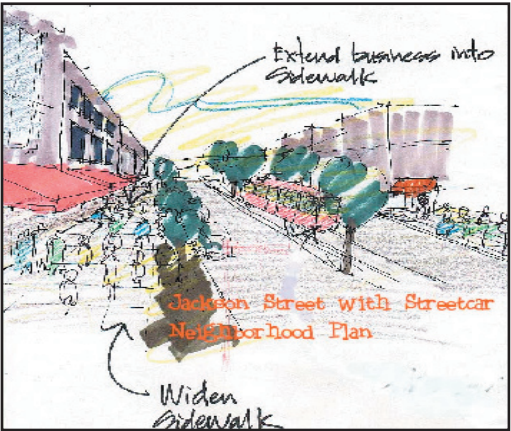 Extend business into
Sidewalk
Jackson Street with Streetcar
Neighborhood Plan
Widen
Sidewalk